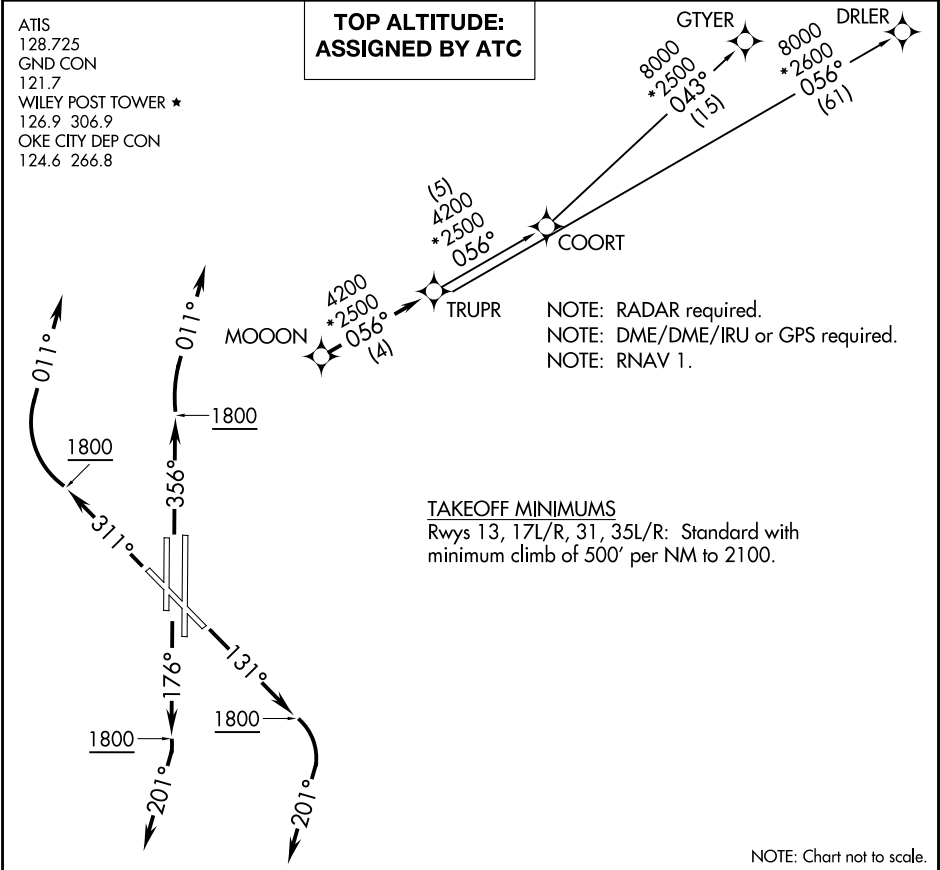 ATIS
128.725
GND CON
121.7
WILEY POST TOWER ★
126.9 306.9
OKE CITY DEP CON
124.6 266.8
TOP ALTITUDE:
ASSIGNED BY ATC
GTYER
8000
*2500
043°
(15)
DRLER
8000
*2600
056°
(61)
(5)
4200
*2500
056°
COORT
TRUPR
MOOON
4200
*2500
056°
(4)
NOTE: RADAR required.
NOTE: DME/DME/IRU or GPS required.
NOTE: RNAV 1.
011°
011°
1800
1800
356°
311°
TAKEOFF MINIMUMS
Rwys 13, 17L/R, 31, 35L/R: Standard with
minimum climb of 500' per NM to 2100.
176°
131°
1800
1800
201°
201°
NOTE: Chart not to scale.